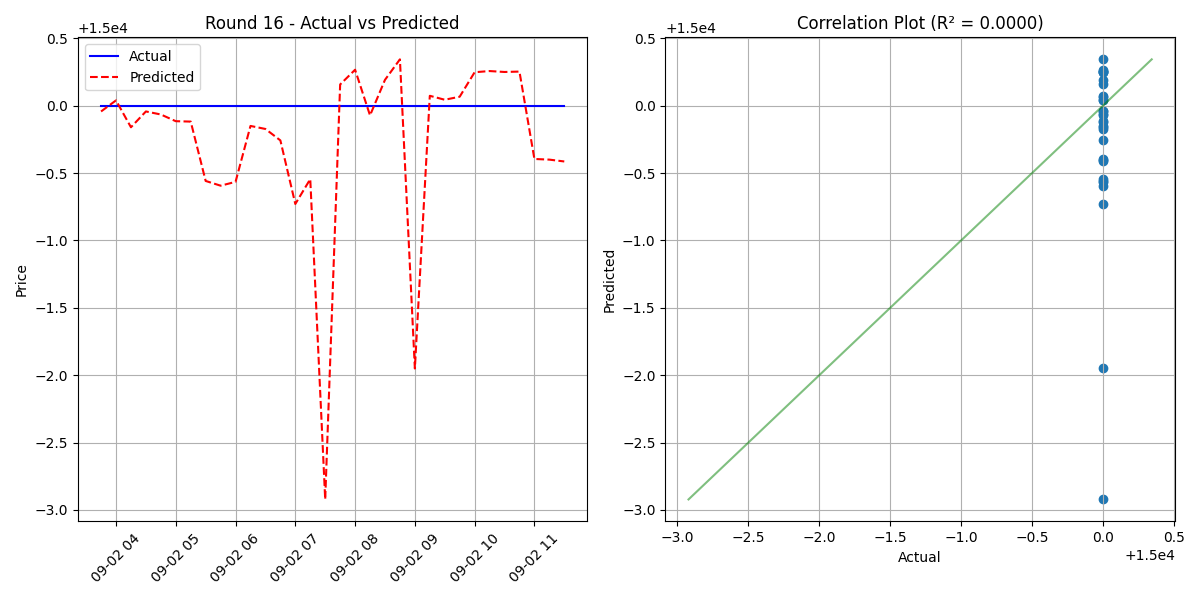 Round 16 - Actual vs Predicted
+1.5e4
Actual
Predicted
0.5
0.0
−0.5
−1.0
−1.5
−2.0
−2.5
−3.0
Price
09-02 04
09-02 05
09-02 06
09-02 07
09-02 08
09-02 09
09-02 10
09-02 11
Correlation Plot (R² = 0.0000)
+1.5e4
0.5
0.0
−0.5
−1.0
−1.5
−2.0
−2.5
−3.0
Predicted
−3.0 −2.5 −2.0 −1.5 −1.0 −0.5 0.0 0.5
Actual
+1.5e4